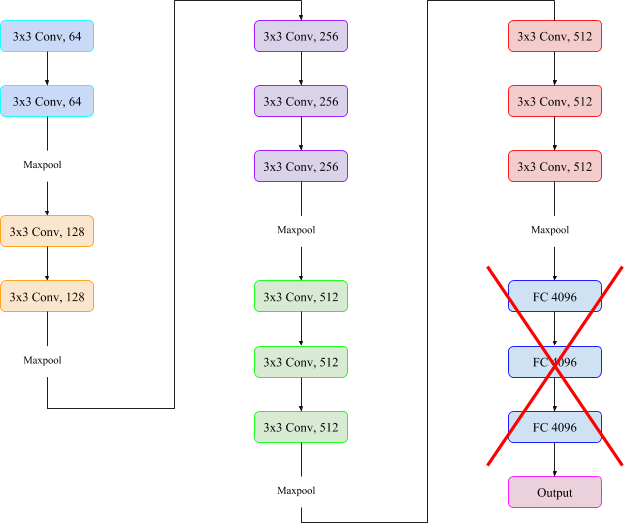 3x3 Conv, 64
3x3 Conv, 64
Maxpool
3x3 Conv, 128
3x3 Conv, 128
Maxpool
3x3 Conv, 256
3x3 Conv, 256
3x3 Conv, 256
Maxpool
3x3 Conv, 512
3x3 Conv, 512
3x3 Conv, 512
Maxpool
3x3 Conv, 512
3x3 Conv, 512
3x3 Conv, 512
Maxpool
FC 4096
FC 4096
FC 4096
Output